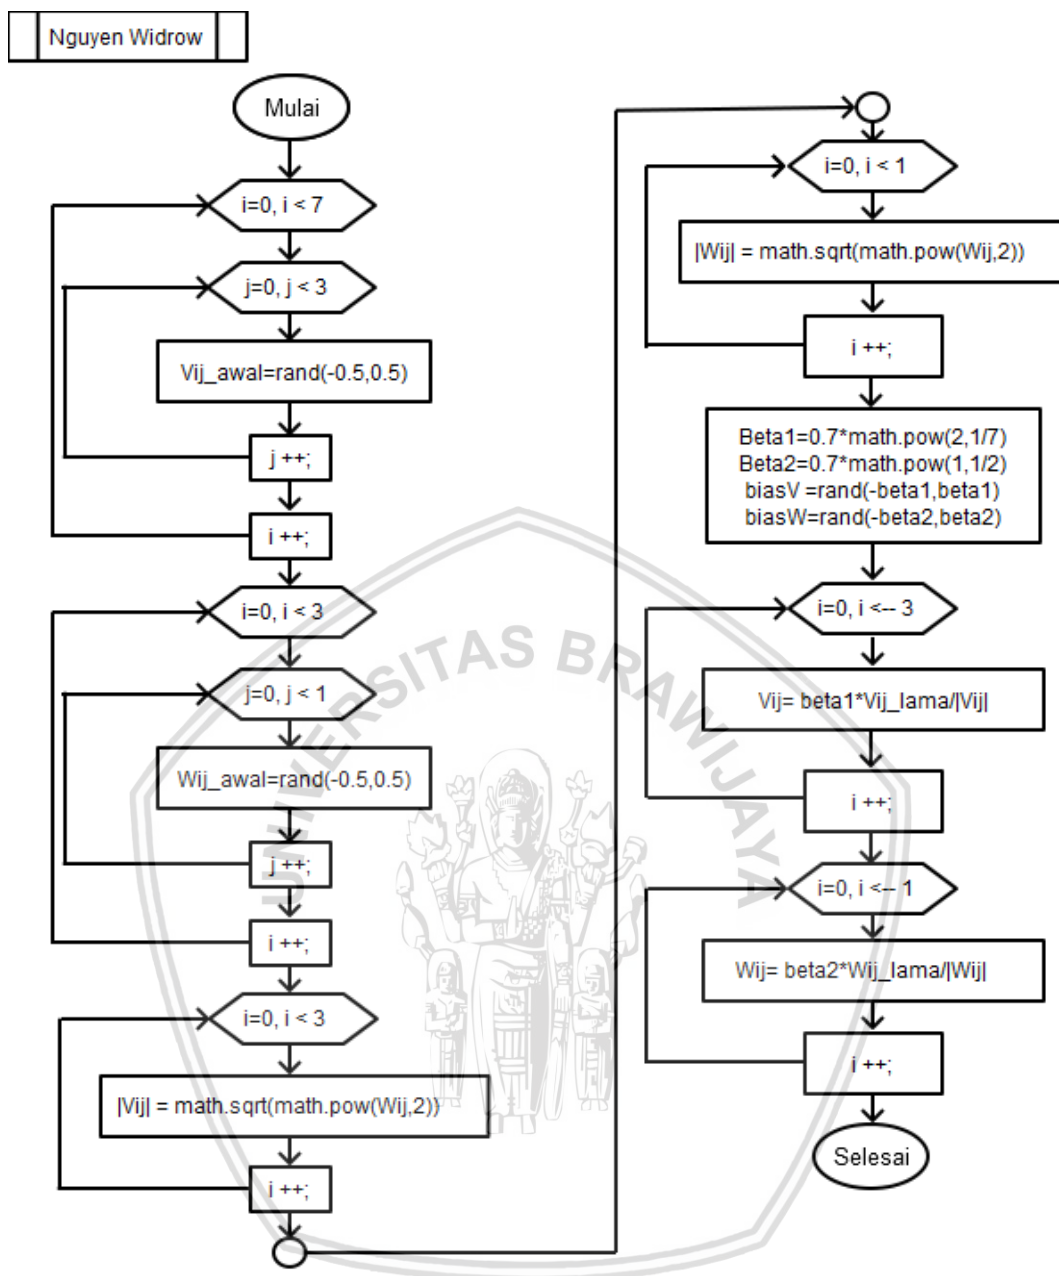 Nguyen Widrow
Mulai
i=0, i < 7
j=0, j < 3
Vij_awal=rand(-0.5,0.5)
j ++;
i ++;
i=0, i < 3
j=0, j < 1
Wij_awal=rand(-0.5,0.5)
j ++;
i ++;
i=0, i < 3
|Vij| = math.sqrt(math.pow(Wij,2))
i ++;
i=0, i < 1
|Wij| = math.sqrt(math.pow(Wij,2))
i ++;
Beta1=0.7*math.pow(2,1/7)
Beta2=0.7*math.pow(1,1/2)
biasV =rand(-beta1,beta1)
biasW=rand(-beta2,beta2)
i=0, i <-- 3
Vij= beta1*Vij_lama/|Vij|
i ++;
i=0, i <-- 1
Wij= beta2*Wij_lama/|Wij|
i ++;
Selesai
UNIVERSITAS BRAWIJAYA